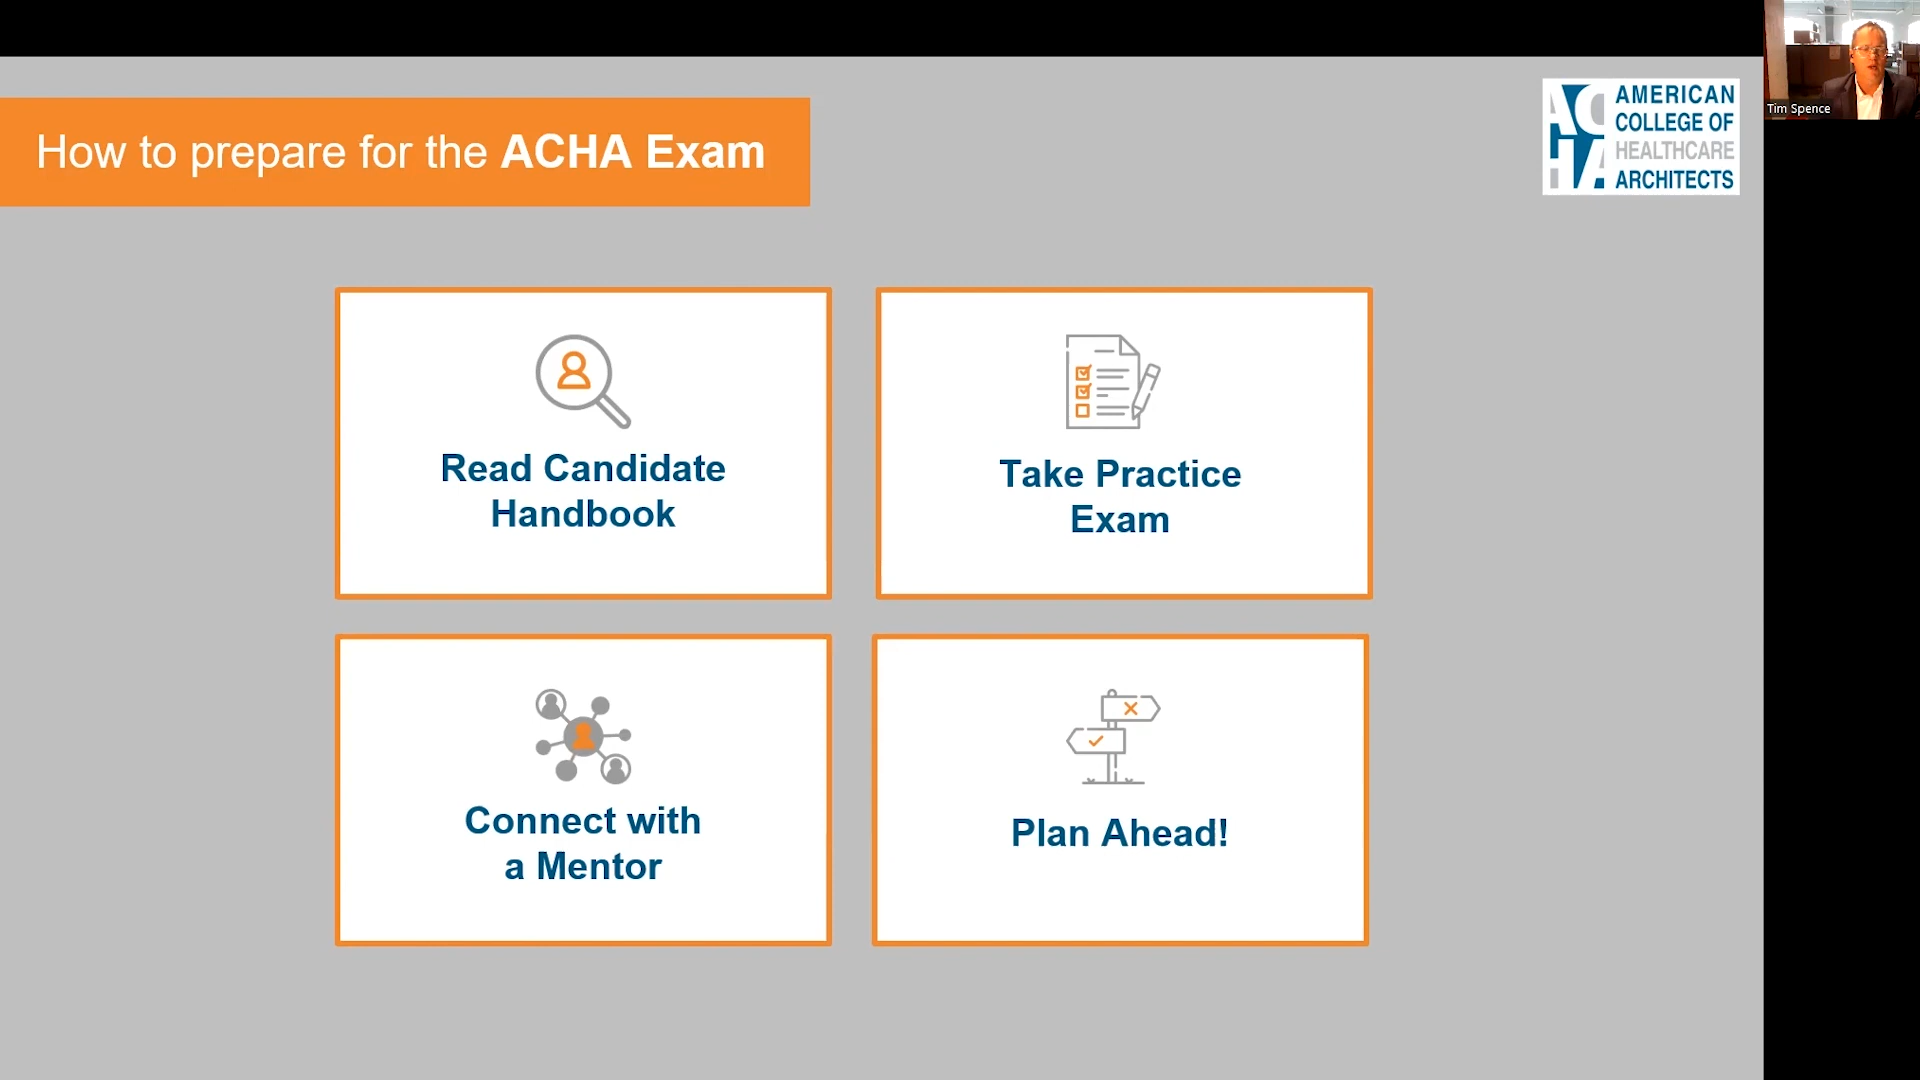 How to prepare for the ACHA Exam
ACHA
AMERICAN
COLLEGE OF
HEALTHCARE
ARCHITECTS
Tim Spence
Read Candidate
Handbook
Take Practice
Exam
Connect with
a Mentor
Plan Ahead!